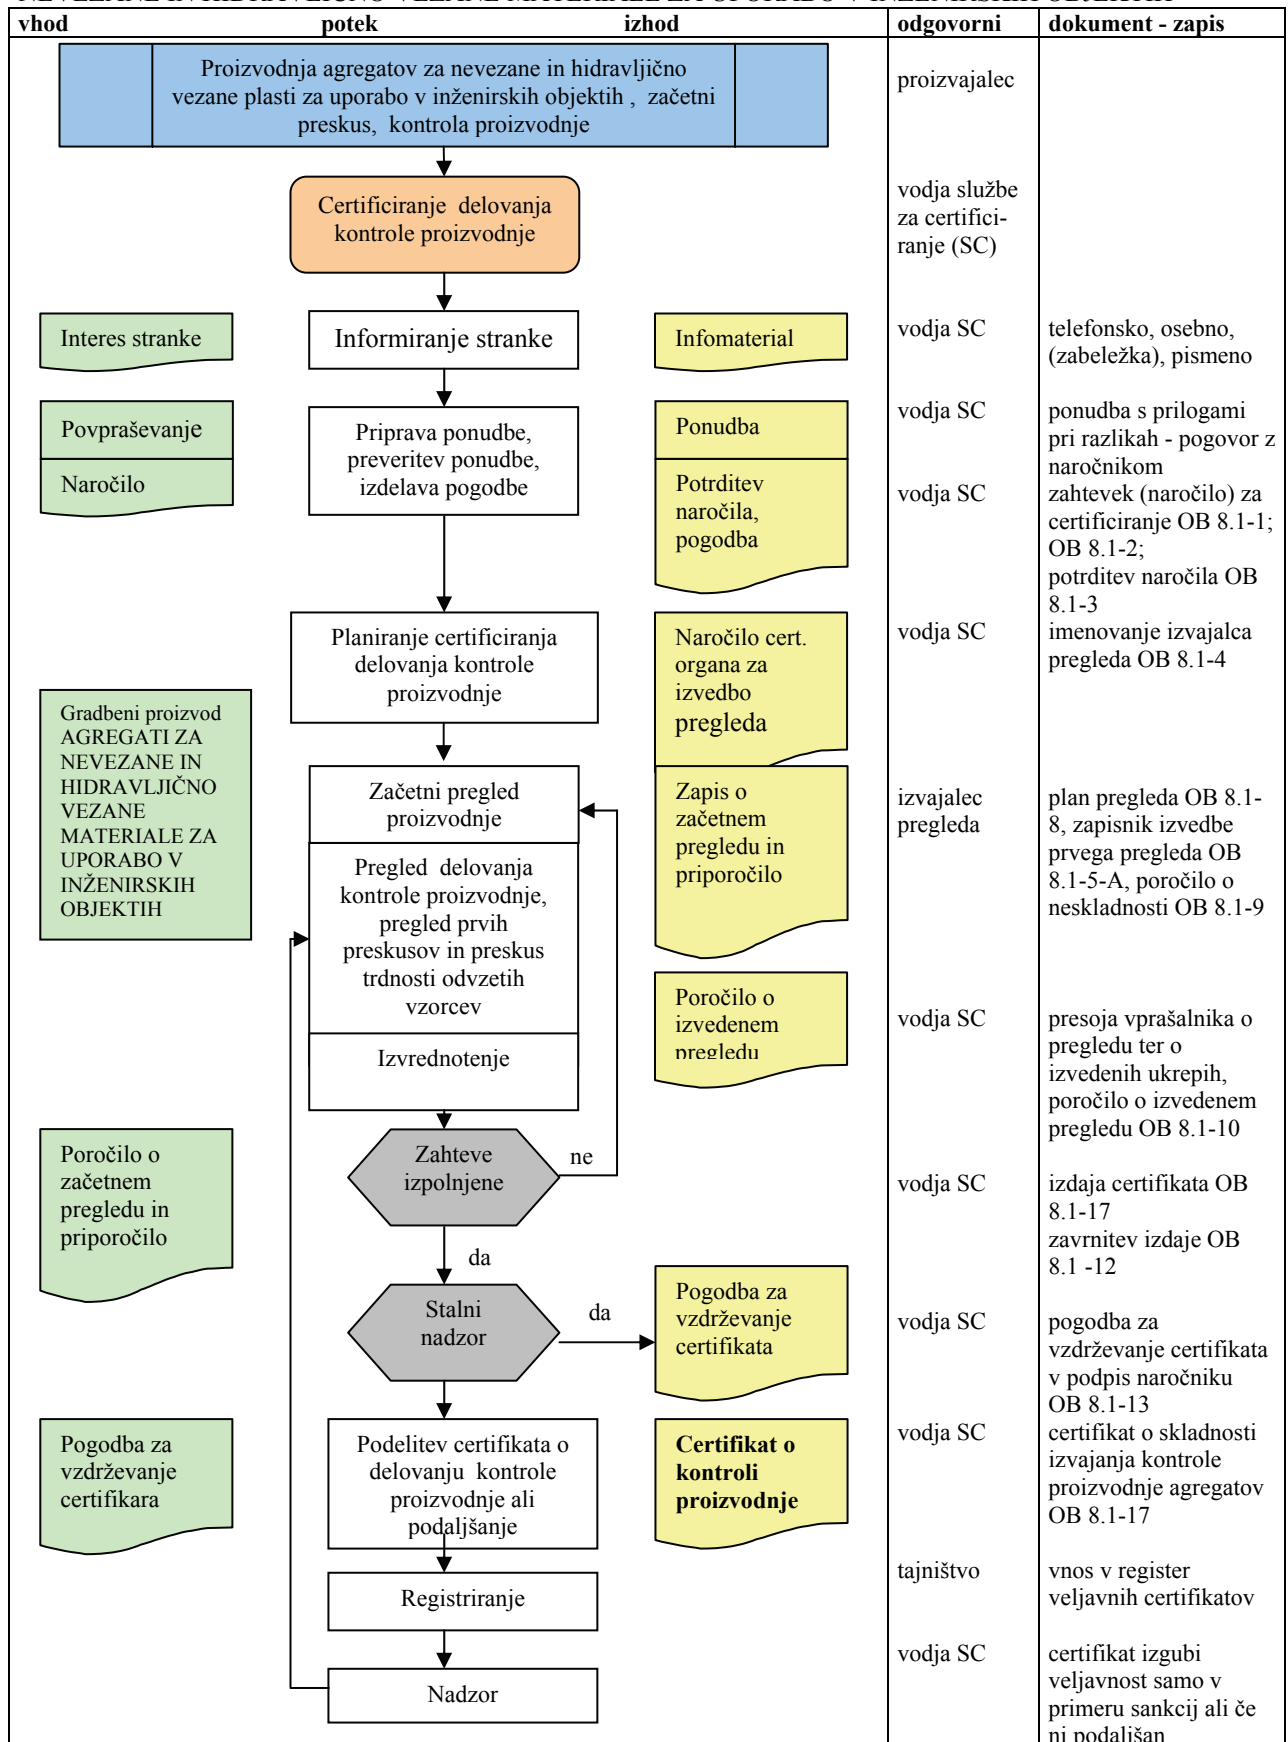 NEVEZANE IN HIDRAVLIČNO VEZANE MATERIALE ZA UPORABO V INŽENIRSKIH OBJEKTIH
vhod potek izhod odgovorni dokument - zapis
Proizvodnja agregatov za nevezane in hidravljično
vezane plasti za uporabo v inženirskih objektih , začetni
preskus, kontrola proizvodnje
proizvajalec
Certificiranje delovanja
kontrole proizvodnje
vodja službe
za certifici-
ranje (SC)
Interes stranke
Informiranje stranke
Infomaterial
vodja SC
telefonsko, osebno,
(zabeležka), pismeno
Povpraševanje
Naročilo
Priprava ponudbe,
preveritev ponudbe,
izdelava pogodbe
Ponudba
Potrditev
naročila,
pogodba
vodja SC
ponudba s prilogami
pri razlikah - pogovor z
naročnikom
vodja SC
zahtevek (naročilo) za
certificiranje OB 8.1-1;
OB 8.1-2;
potrditev naročila OB
8.1-3
Planiranje certificiranja
delovanja kontrole
proizvodnje
Naročilo cert.
organa za
izvedbo
pregleda
vodja SC
imenovanje izvajalca
pregleda OB 8.1-4
Gradbeni proizvod
AGREGATI ZA
NEVEZANE IN
HIDRAVLJIČNO
VEZANE
MATERIALE ZA
UPORABO V
INŽENIRSKIH
OBJEKTIH
Začetni pregled
proizvodnje
Pregled delovanja
kontrole proizvodnje,
pregled prvih
preskusov in preskus
trdnosti odvzetih
vzorcev
Izvrednotenje
Zapis o
začetnem
pregledu in
priporočilo
izvajalec
pregleda
plan pregleda OB 8.1-
8, zapisnik izvedbe
prvega pregleda OB
8.1-5-A, poročilo o
neskladnosti OB 8.1-9
Poročilo o
izvedenem
pregledu
vodja SC
presoja vprašalnika o
pregledu ter o
izvedenih ukrepih,
poročilo o izvedenem
pregledu OB 8.1-10
Poročilo o
začetnem
pregledu in
priporočilo
Zahteve
izpolnjene
ne
da
vodja SC
izdaja certifikata OB
8.1-17
zavrnitev izdaje OB
8.1 -12
Stalni
nadzor
da
Pogodba za
vzdrževanje
certifikata
vodja SC
pogodba za
vzdrževanje certifikata
v podpis naročniku
OB 8.1-13
Pogodba za
vzdrževanje
certifikara
Podelitev certifikata o
delovanju kontrole
proizvodnje ali
podaljšanje
Certifikat o
kontroli
proizvodnje
vodja SC
certifikat o skladnosti
izvajanja kontrole
proizvodnje agregatov
OB 8.1-17
Registriranje
tajništvo
vnos v register
veljavnih certifikatov
Nadzor
vodja SC
certifikat izgubi
veljavnost samo v
primeru sankcij ali če
ni podaljšan